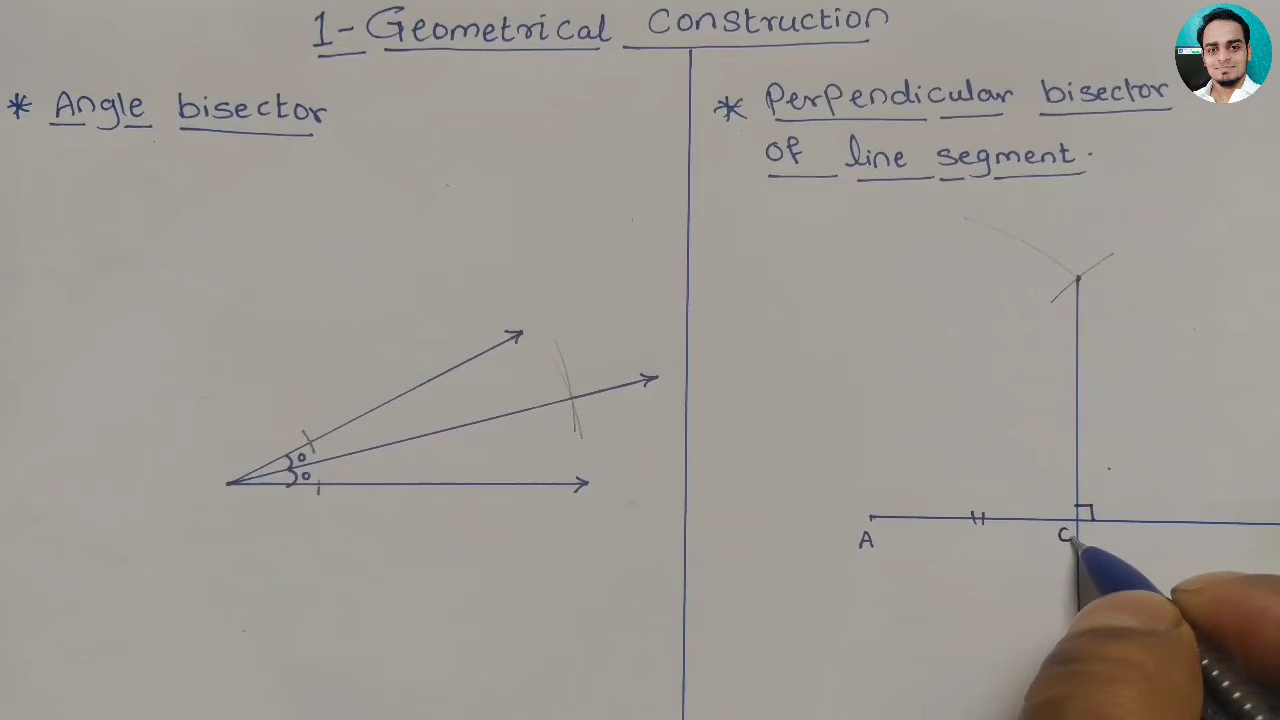 1- Geometrical Construction
* Angle bisector
* Perpendicular bisector
of line segment.
o
o
A
C